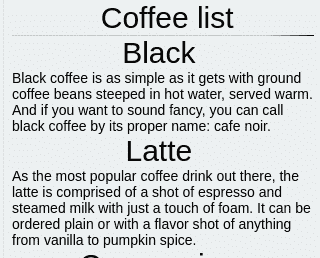 Coffee list
Black
Black coffee is as simple as it gets with ground
coffee beans steeped in hot water, served warm.
And if you want to sound fancy, you can call
black coffee by its proper name: cafe noir.
Latte
As the most popular coffee drink out there, the
latte is comprised of a shot of espresso and
steamed milk with just a touch of foam. It can be
ordered plain or with a flavor shot of anything
from vanilla to pumpkin spice.